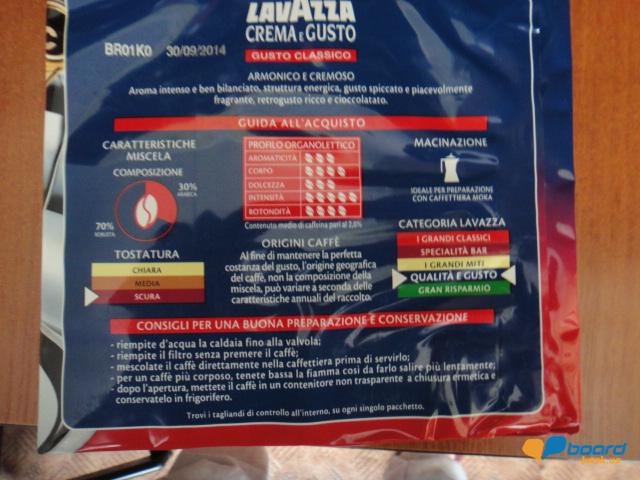 LAVAZZA
CREMA E GUSTO
BR01K0 30/09/2014
GUSTO CLASSICO
ARMONICO E CREMOSO
Aroma intenso e ben bilanciato, struttura energica, gusto spiccato e piacevolmente
fragrante, retrogusto ricco e cioccolatato.
GUIDA ALL'ACQUISTO
CARATTERISTICHE
MISCELA
COMPOSIZIONE
30%
ARABICA
70%
ROBUSTA
TOSTATURA
CHIARA
MEDIA
SCURA
PROFILO ORGANOLETTICO
AROMATICITÀ
CORPO
DOLCEZZA
INTENSITÀ
ROTONDITÀ
Contenuto medio di caffeina pari al 2,6%
ORIGINI CAFFÈ
Al fine di mantenere la perfetta
costanza del gusto, l'origine geografica
del caffè, non la composizione della
miscela, può variare a seconda delle
caratteristiche annuali del raccolto.
MACINAZIONE
IDEALE PER PREPARAZIONE
CON CAFFETTIERA MOKA
CATEGORIA LAVAZZA
I GRANDI CLASSICI
SPECIALITÀ BAR
I GRANDI MITI
QUALITÀ E GUSTO
GRAN RISPARMIO
CONSIGLI PER UNA BUONA PREPARAZIONE E CONSERVAZIONE
- riempite d'acqua la caldaia fino alla valvola;
- riempite il filtro senza premere il caffè;
- mescolate il caffè direttamente nella caffettiera prima di servirlo;
- per un caffè più corposo, tenete bassa la fiamma così da farlo salire più lentamente;
- dopo l'apertura, mettete il caffè in un contenitore non trasparente a chiusura ermetica e
conservatelo in frigorifero.
Trovi i tagliandi di controllo all'interno, su ogni singolo pacchetto.
board